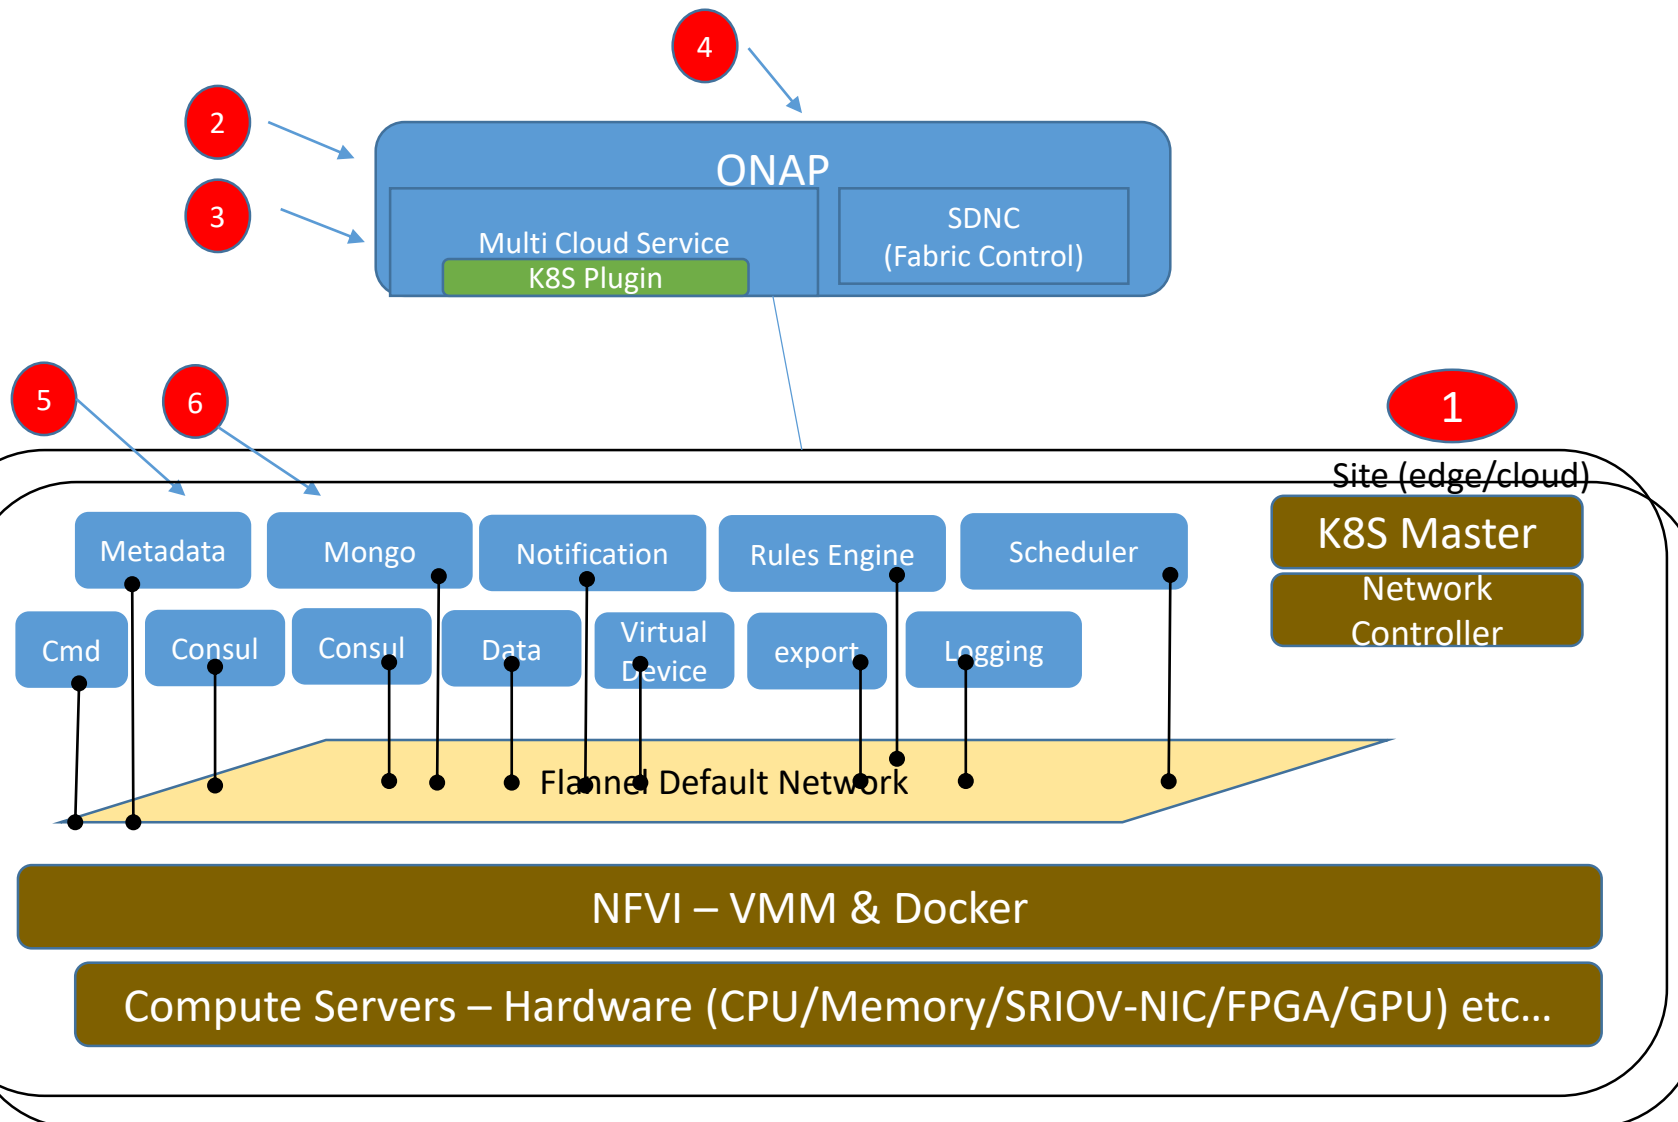 4
2
ONAP
3
SDNC
(Fabric Control)
Multi Cloud Service
K8S Plugin
5
6
1
Site (edge/cloud)
K8S Master
Network
Controller
Metadata
Mongo
Notification
Rules Engine
Scheduler
Cmd
Consul
Consul
Data
Virtual
Device
export
Logging
Flannel Default Network
NFVI – VMM & Docker
Compute Servers – Hardware (CPU/Memory/SRIOV-NIC/FPGA/GPU) etc…